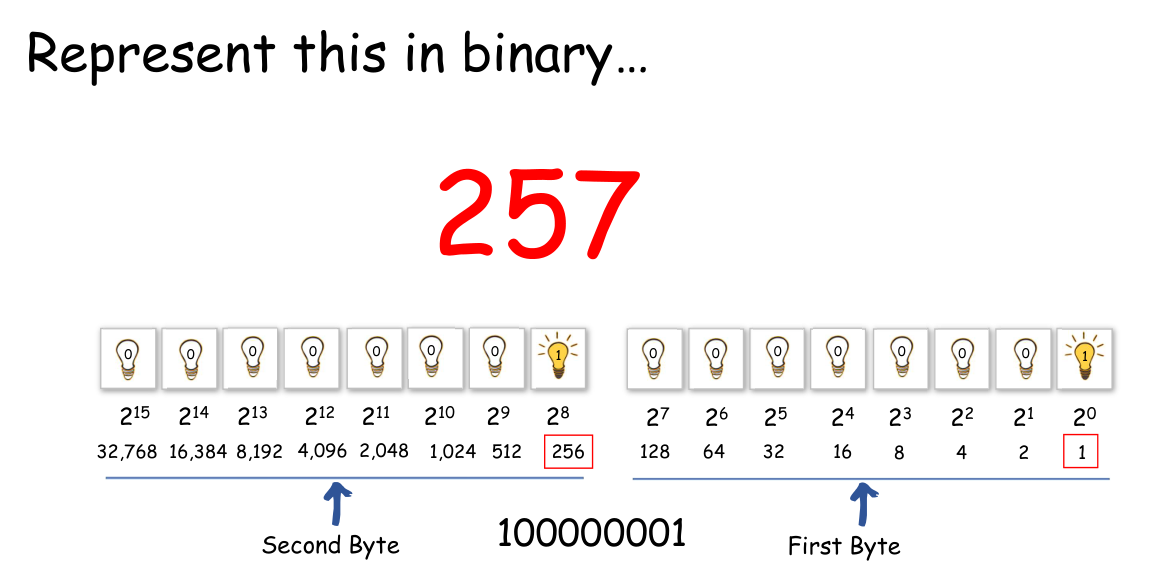 Represent this in binary...
257
0 0 0 0 0 0 0 1 0 0 0 0 0 0 0 1
2¹⁵ 2¹⁴ 2¹³ 2¹² 2¹¹ 2¹⁰ 2⁹ 2⁸ 2⁷ 2⁶ 2⁵ 2⁴ 2³ 2² 2¹ 2⁰
32,768 16,384 8,192 4,096 2,048 1,024 512 256 128 64 32 16 8 4 2 1
Second Byte 100000001 First Byte